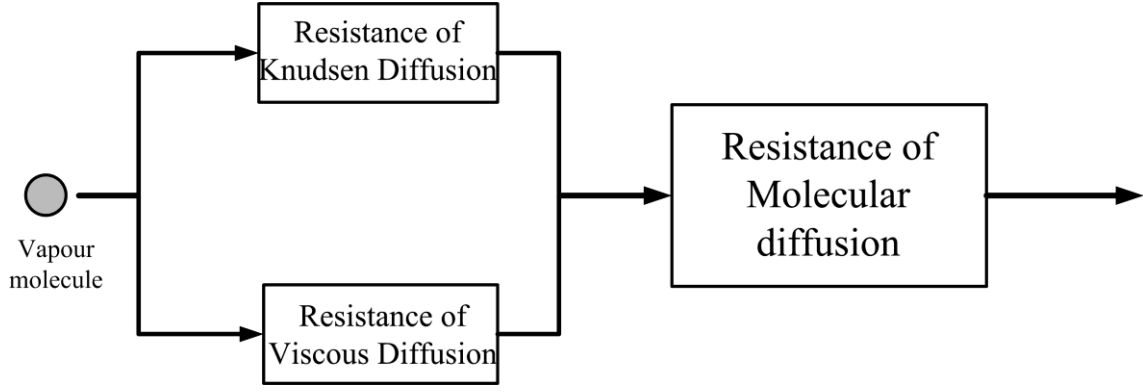 Vapour
molecule
Resistance of
Knudsen Diffusion
Resistance of
Viscous Diffusion
Resistance of
Molecular
diffusion